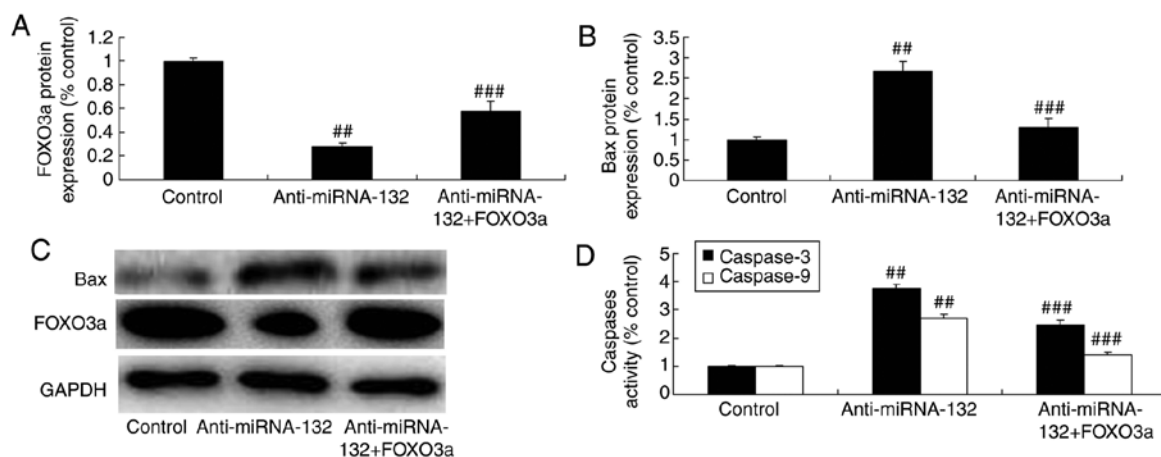 A
FOXO3a protein
expression (% control)
1.2
1
0.8
0.6
0.4
0.2
0
##
###
Control
Anti-miRNA-132
Anti-miRNA-
132+FOXO3a
B
Bax protein
expression (% control)
3.5
3
2.5
2
1.5
1
0.5
0
##
###
Control
Anti-miRNA-132
Anti-miRNA-
132+FOXO3a
C
Bax
FOXO3a
GAPDH
Control Anti-miRNA-132 Anti-miRNA-
132+FOXO3a
D
Caspases
activity (% control)
5
4
3
2
1
0
Caspase-3
Caspase-9
##
##
###
###
Control
Anti-miRNA-132
Anti-miRNA-
132+FOXO3a